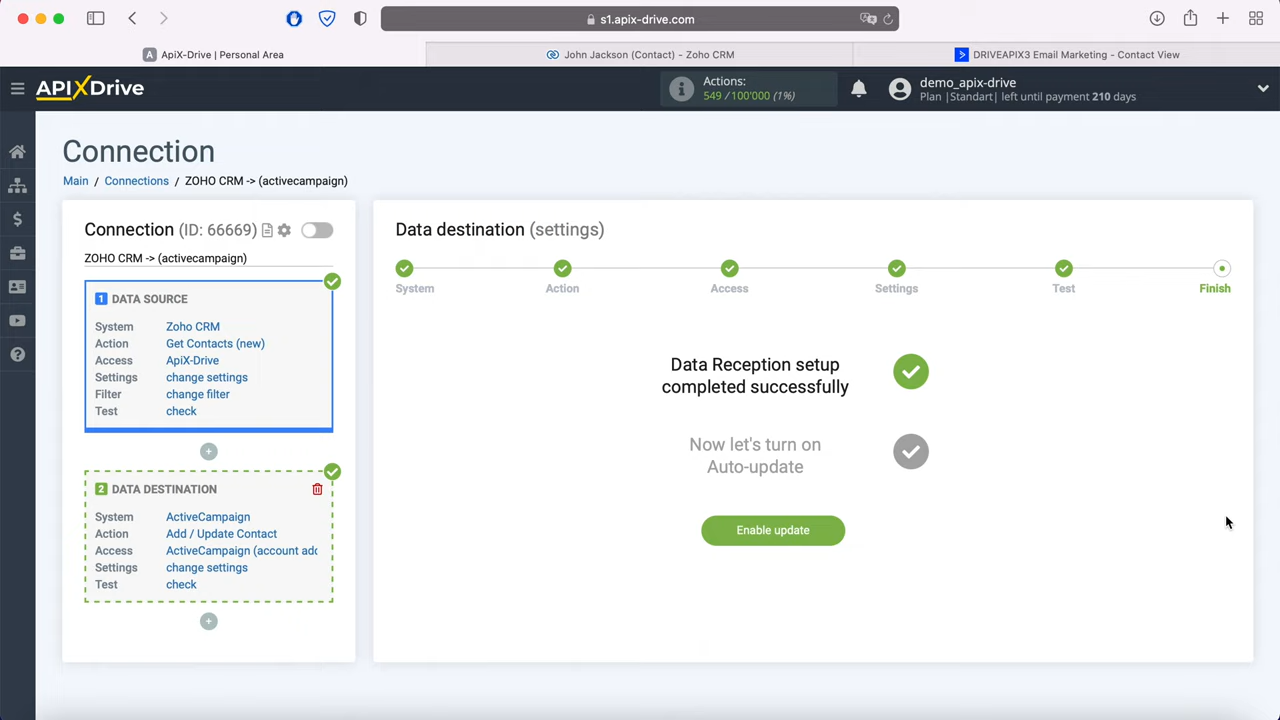 s1.apix-drive.com
ApiX-Drive | Personal Area
John Jackson (Contact) – Zoho CRM
DRIVEAPIX3 Email Marketing - Contact View
APIXDrive
Actions:
549 / 100'000 (1%)
demo_apix-drive
Plan |Standart| left until payment 210 days
Connection
Main / Connections / ZOHO CRM -> (activecampaign)
Connection (ID: 66669)
ZOHO CRM -> (activecampaign)
1 DATA SOURCE
System Zoho CRM
Action Get Contacts (new)
Access ApiX-Drive
Settings change settings
Filter change filter
Test check
2 DATA DESTINATION
System ActiveCampaign
Action Add / Update Contact
Access ActiveCampaign (account add
Settings change settings
Test check
Data destination (settings)
System Action Access Settings Test Finish
Data Reception setup
completed successfully
Now let's turn on
Auto-update
Enable update